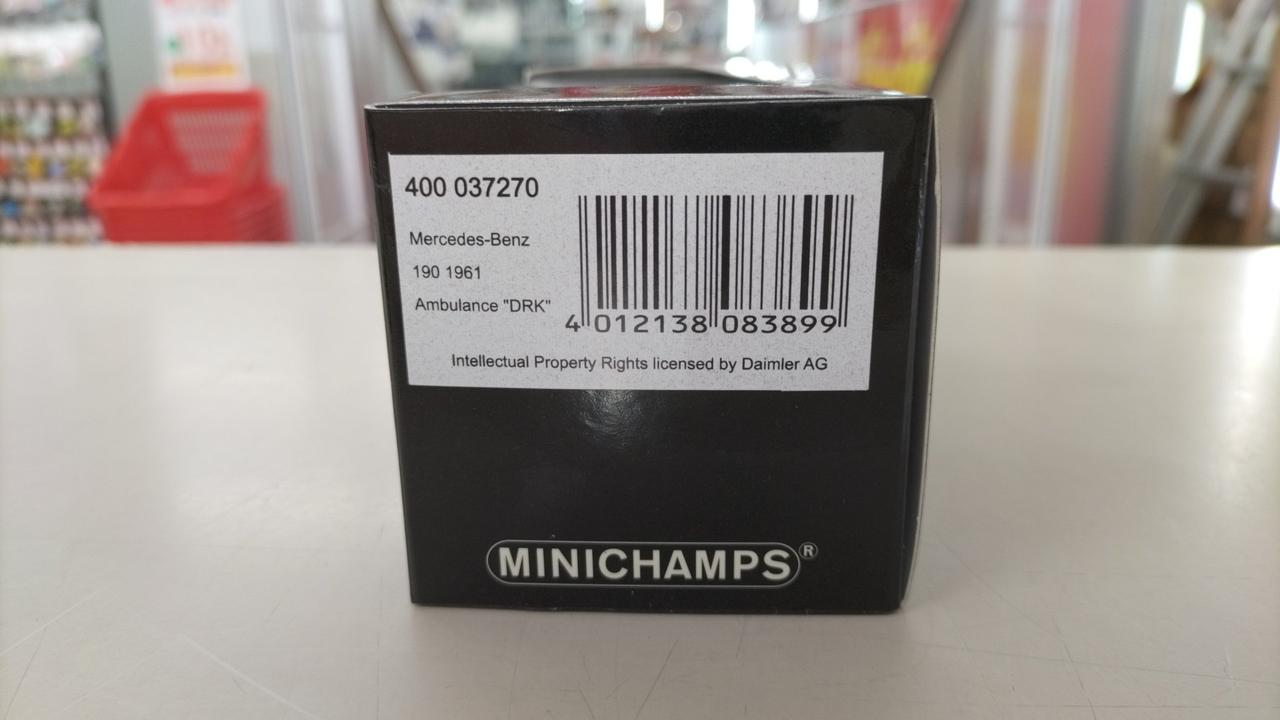 400 037270
Mercedes-Benz
190 1961
Ambulance "DRK"
4 012138 083899
Intellectual Property Rights licensed by Daimler AG
MINICHAMPS®